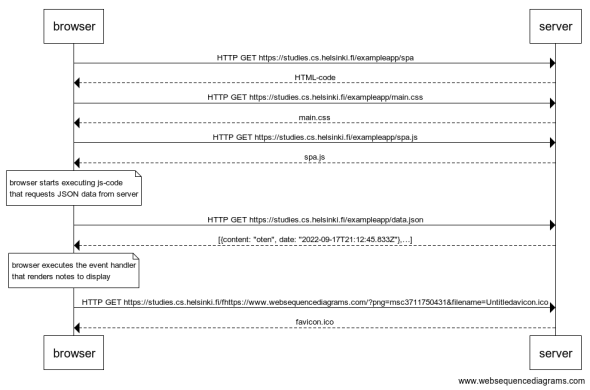 browser server
HTTP GET https://studies.cs.helsinki.fi/exampleapp/spa
HTML-code
HTTP GET https://studies.cs.helsinki.fi/exampleapp/main.css
main.css
HTTP GET https://studies.cs.helsinki.fi/exampleapp/spa.js
spa.js
browser starts executing js-code
that requests JSON data from server
HTTP GET https://studies.cs.helsinki.fi/exampleapp/data.json
[{content: "oten", date: "2022-09-17T21:12:45.833Z"},...]
browser executes the event handler
that renders notes to display
HTTP GET https://studies.cs.helsinki.fi/fhttps://www.websequencediagrams.com/?png=msc3711750431&filename=Untitledavicon.ico
favicon.ico
browser server
www.websequencediagrams.com